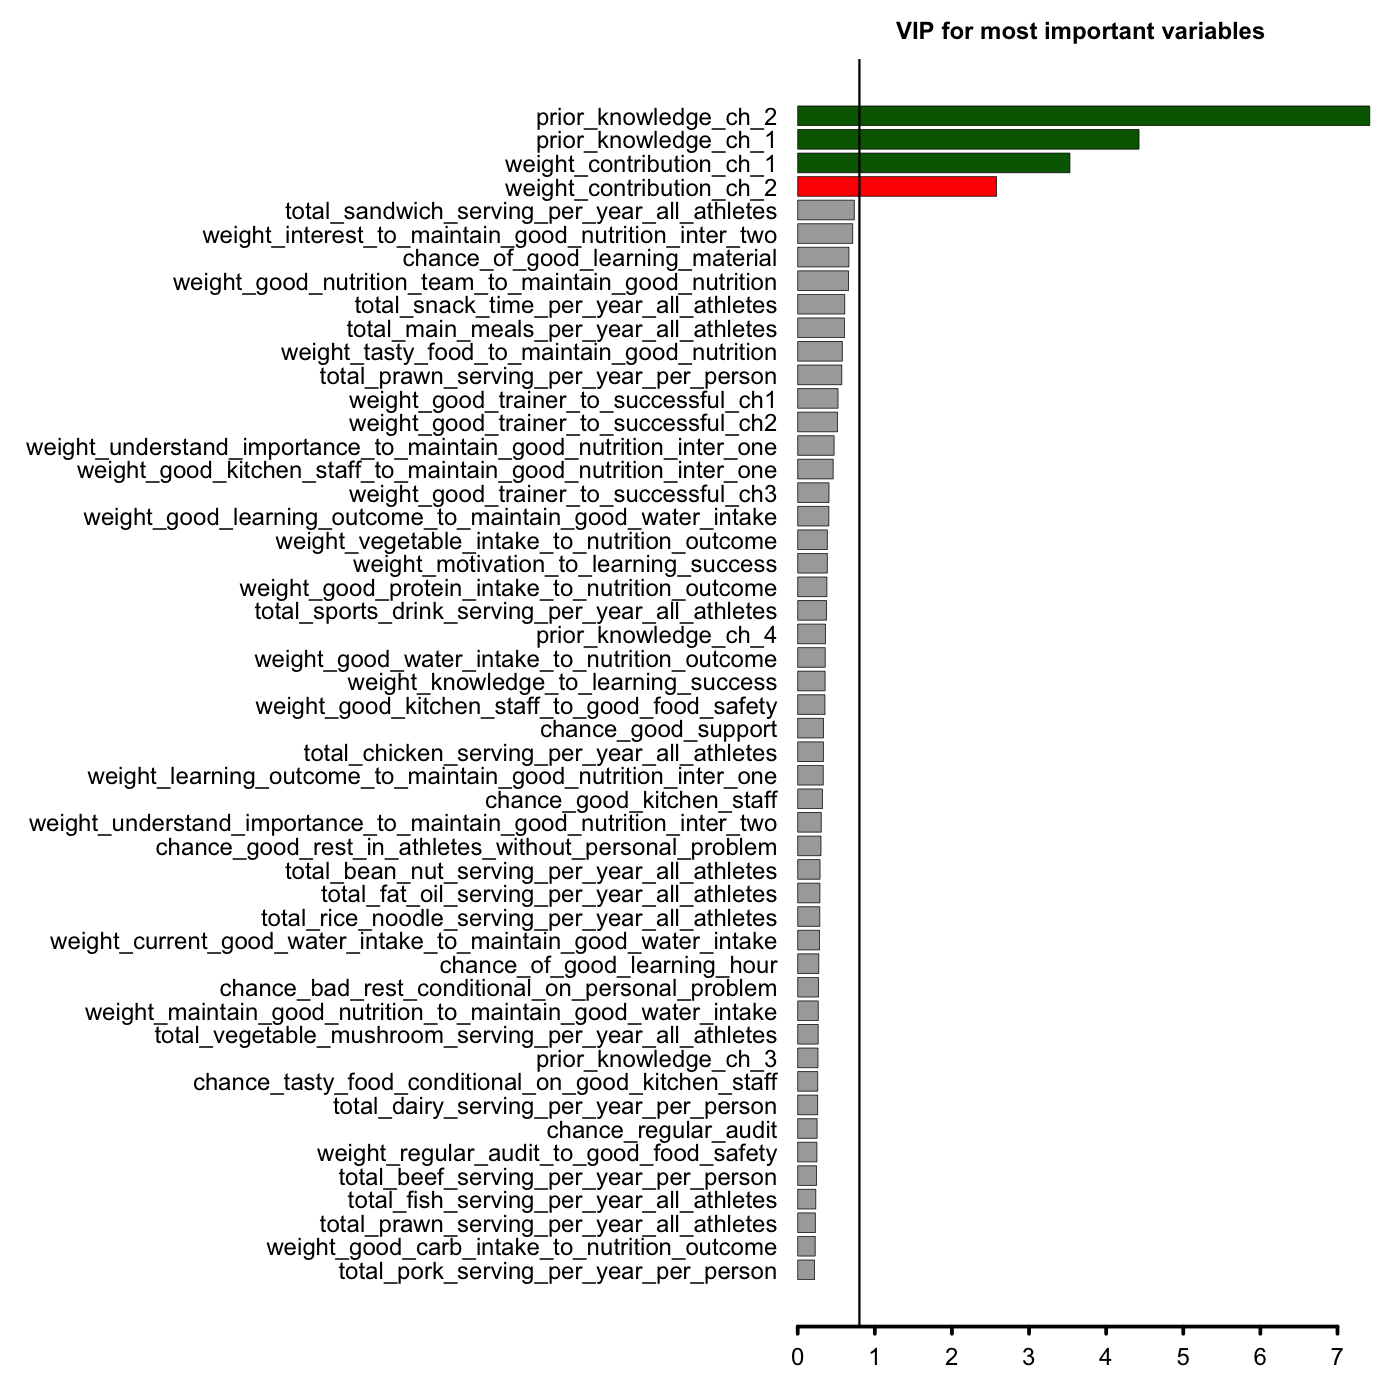 VIP for most important variables
prior_knowledge_ch_2
prior_knowledge_ch_1
weight_contribution_ch_1
weight_contribution_ch_2
total_sandwich_serving_per_year_all_athletes
weight_interest_to_maintain_good_nutrition_inter_two
chance_of_good_learning_material
weight_good_nutrition_team_to_maintain_good_nutrition
total_snack_time_per_year_all_athletes
total_main_meals_per_year_all_athletes
weight_tasty_food_to_maintain_good_nutrition
total_prawn_serving_per_year_per_person
weight_good_trainer_to_successful_ch1
weight_good_trainer_to_successful_ch2
weight_understand_importance_to_maintain_good_nutrition_inter_one
weight_good_kitchen_staff_to_maintain_good_nutrition_inter_one
weight_good_trainer_to_successful_ch3
weight_good_learning_outcome_to_maintain_good_water_intake
weight_vegetable_intake_to_nutrition_outcome
weight_motivation_to_learning_success
weight_good_protein_intake_to_nutrition_outcome
total_sports_drink_serving_per_year_all_athletes
prior_knowledge_ch_4
weight_good_water_intake_to_nutrition_outcome
weight_knowledge_to_learning_success
weight_good_kitchen_staff_to_good_food_safety
chance_good_support
total_chicken_serving_per_year_all_athletes
weight_learning_outcome_to_maintain_good_nutrition_inter_one
chance_good_kitchen_staff
weight_understand_importance_to_maintain_good_nutrition_inter_two
chance_good_rest_in_athletes_without_personal_problem
total_bean_nut_serving_per_year_all_athletes
total_fat_oil_serving_per_year_all_athletes
total_rice_noodle_serving_per_year_all_athletes
weight_current_good_water_intake_to_maintain_good_water_intake
chance_of_good_learning_hour
chance_bad_rest_conditional_on_personal_problem
weight_maintain_good_nutrition_to_maintain_good_water_intake
total_vegetable_mushroom_serving_per_year_all_athletes
prior_knowledge_ch_3
chance_tasty_food_conditional_on_good_kitchen_staff
total_dairy_serving_per_year_per_person
chance_regular_audit
weight_regular_audit_to_good_food_safety
total_beef_serving_per_year_per_person
total_fish_serving_per_year_all_athletes
total_prawn_serving_per_year_all_athletes
weight_good_carb_intake_to_nutrition_outcome
total_pork_serving_per_year_per_person
0 1 2 3 4 5 6 7